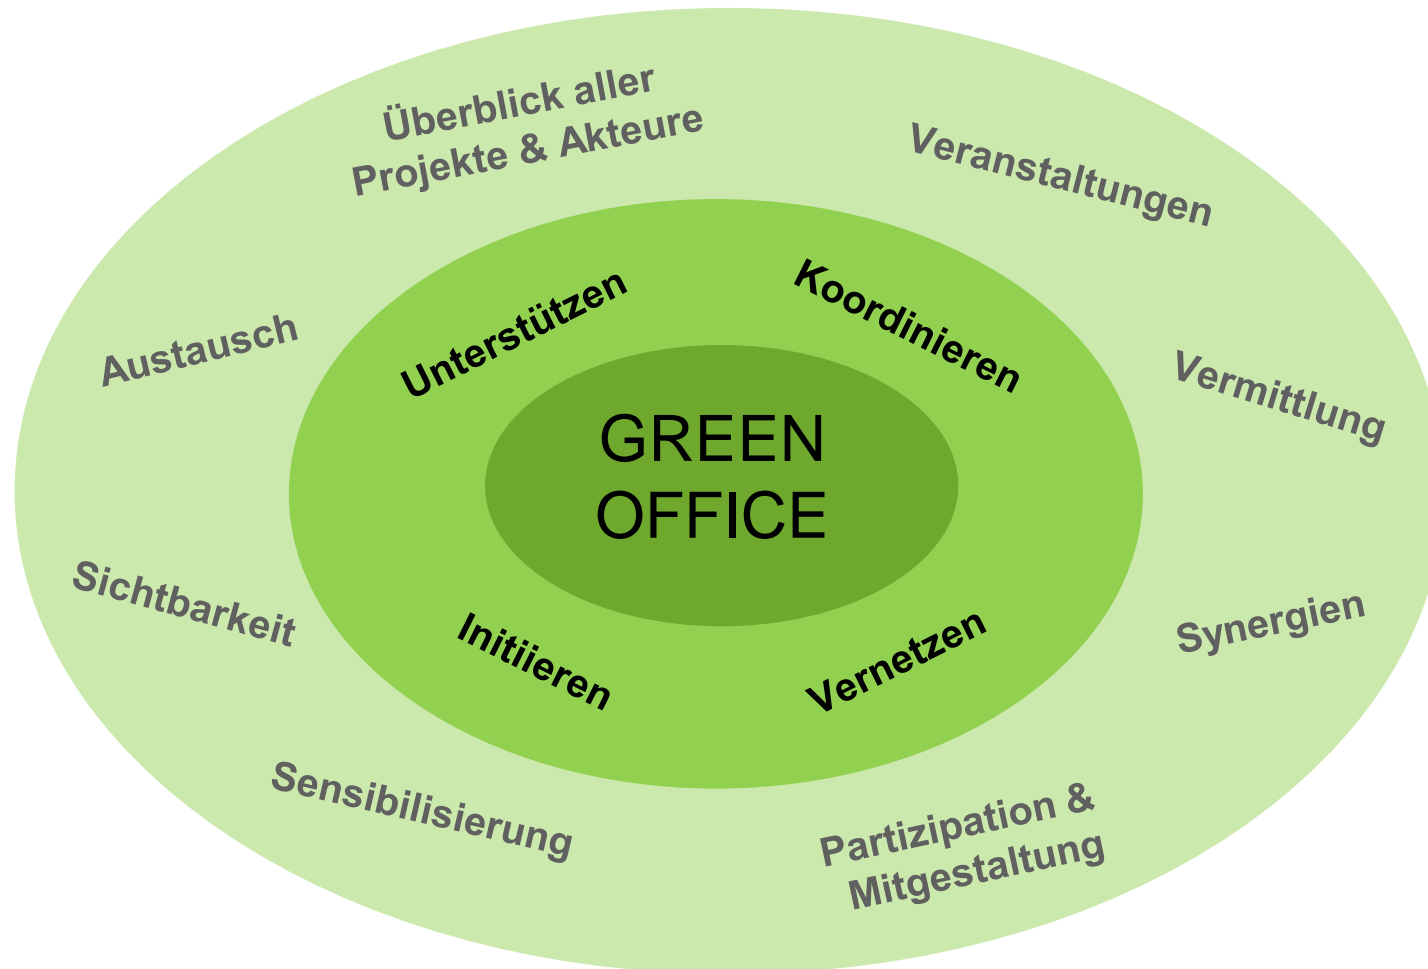 Überblick aller
Projekte & Akteure
Veranstaltungen
Unterstützen
Koordinieren
Austausch
Vermittlung
GREEN
OFFICE
Sichtbarkeit
Synergien
Initiieren
Vernetzen
Sensibilisierung
Partizipation &
Mitgestaltung